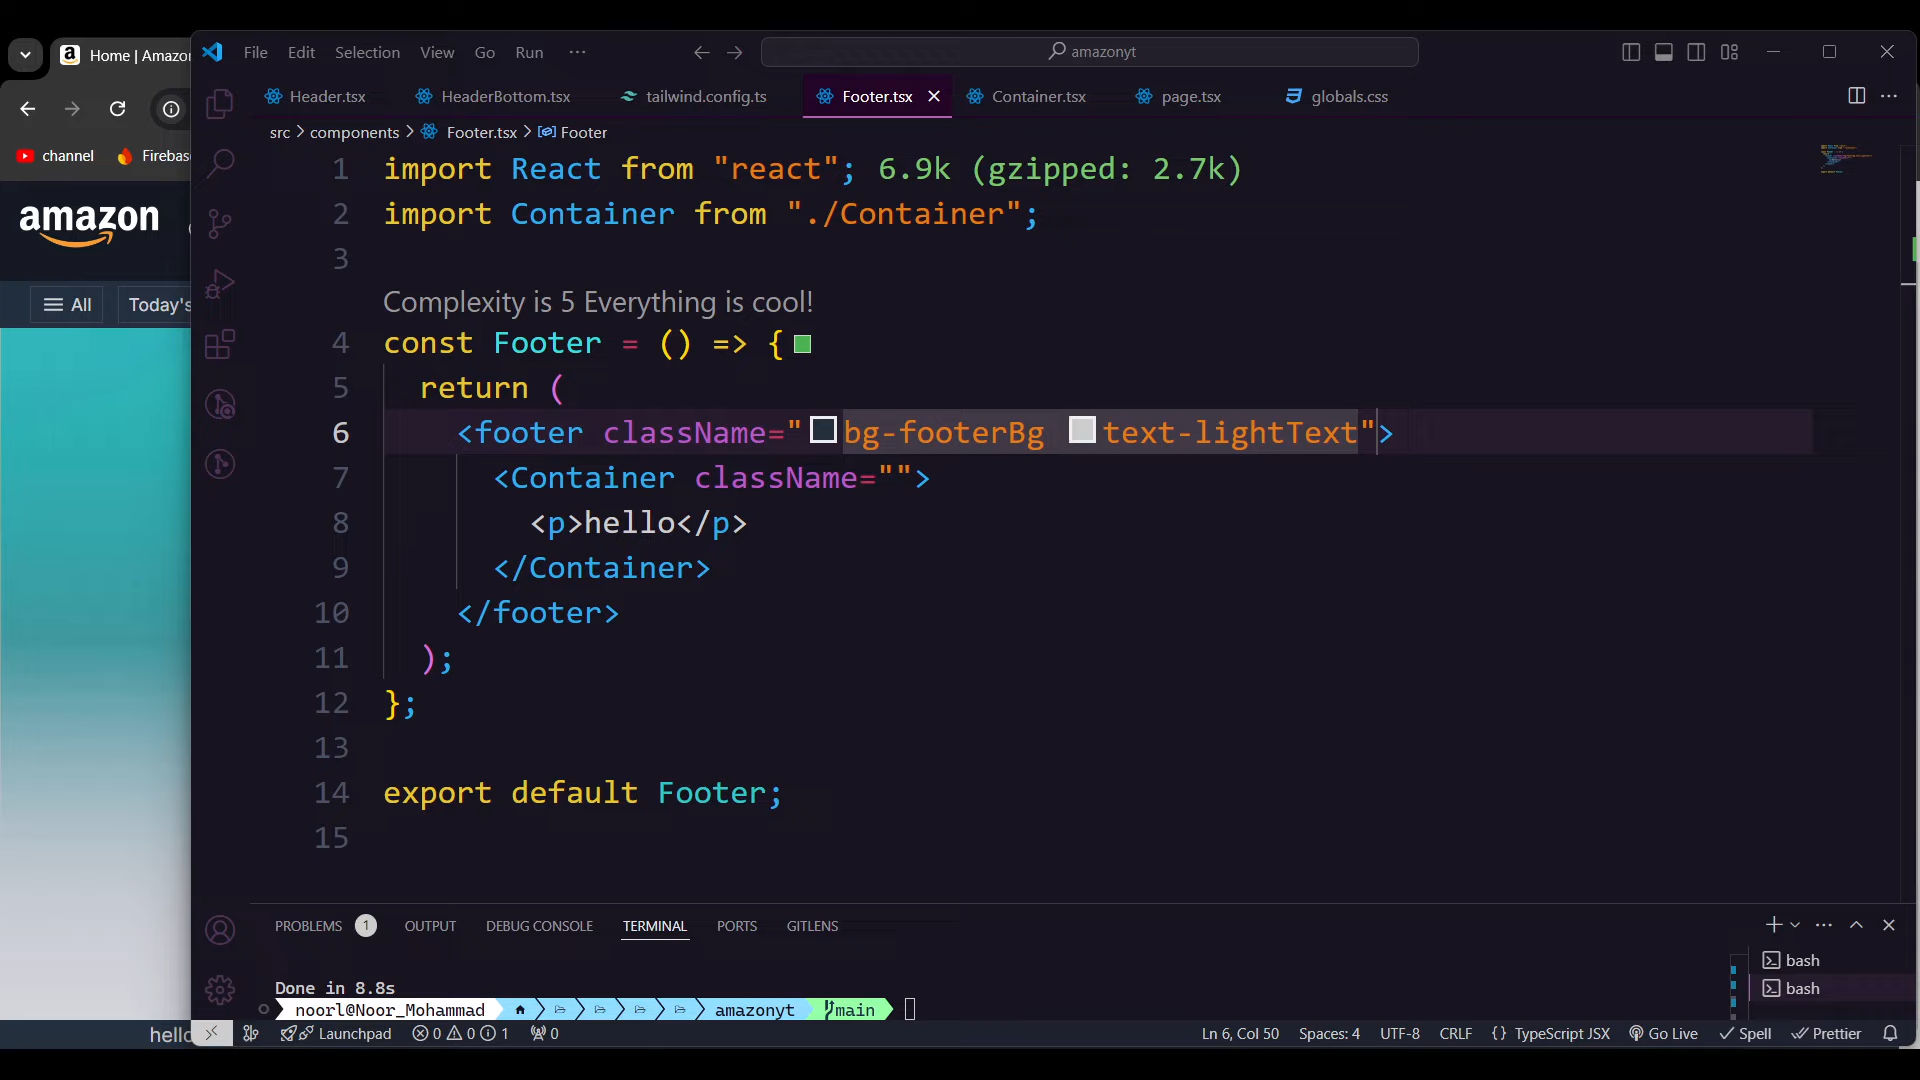 Home | Amazon
File Edit Selection View Go Run ···
amazonyt
Header.tsx HeaderBottom.tsx tailwind.config.ts Footer.tsx Container.tsx page.tsx globals.css
channel
Firebas
src > components > Footer.tsx > Footer
amazon
All
Today's
1 import React from "react"; 6.9k (gzipped: 2.7k)
2 import Container from "./Container";
3
Complexity is 5 Everything is cool!
4 const Footer = () => {
5 return (
6 <footer className="bg-footerBg text-lightText">
7 <Container className="">
8 <p>hello</p>
9 </Container>
10 </footer>
11 );
12 };
13
14 export default Footer;
15
PROBLEMS 1 OUTPUT DEBUG CONSOLE TERMINAL PORTS GITLENS
Done in 8.8s
noorl@Noor_Mohammad amazonyt main
bash
bash
hello
Launchpad 0 0 1 0 Ln 6, Col 50 Spaces: 4 UTF-8 CRLF {} TypeScript JSX Go Live Spell Prettier